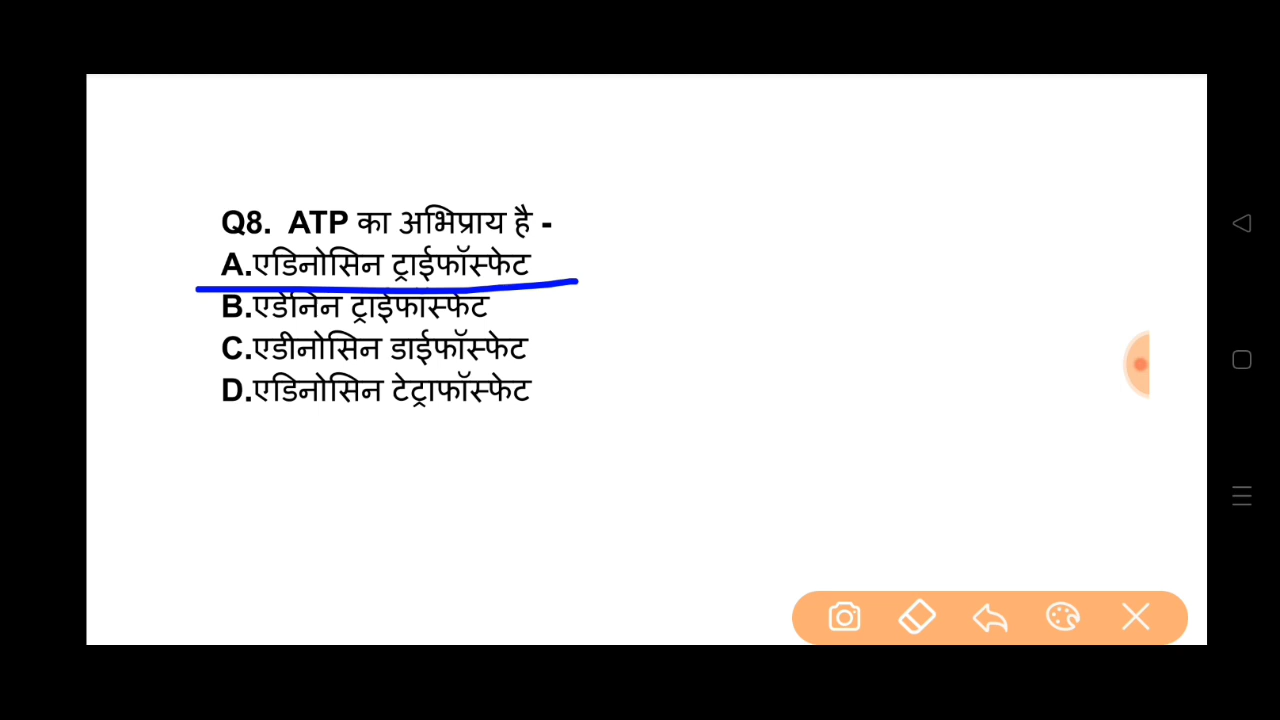 Q8. ATP का अभिप्राय है -
A.एडिनोसिन ट्राईफॉस्फेट
B.एडेनिन ट्राईफॉस्फेट
C.एडीनोसिन डाईफॉस्फेट
D.एडिनोसिन टेट्राफॉस्फेट